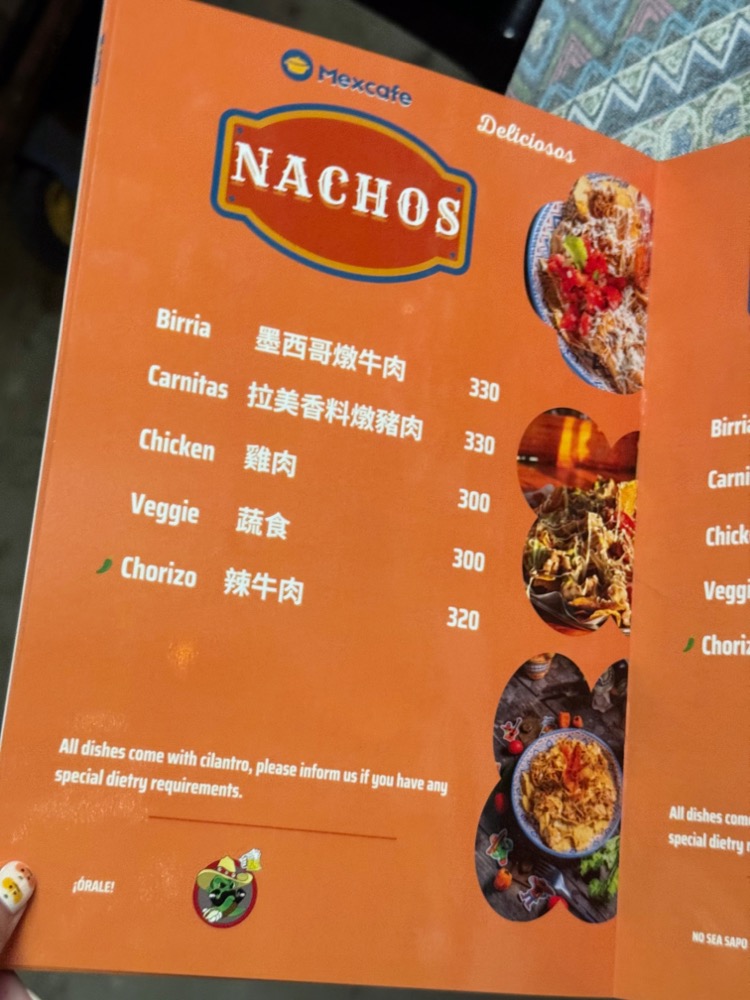 Mexcafe
Deliciosos
NACHOS
Birria 墨西哥燉牛肉 330
Carnitas 拉美香料燉豬肉 330
Chicken 雞肉 300
Veggie 蔬食 300
Chorizo 辣牛肉 320
All dishes come with cilantro, please inform us if you have any
special dietry requirements.
¡ÓRALE!
Birria
Carni
Chick
Veggi
Choriz
All dishes com
special dietry r
NO SEA SAPO